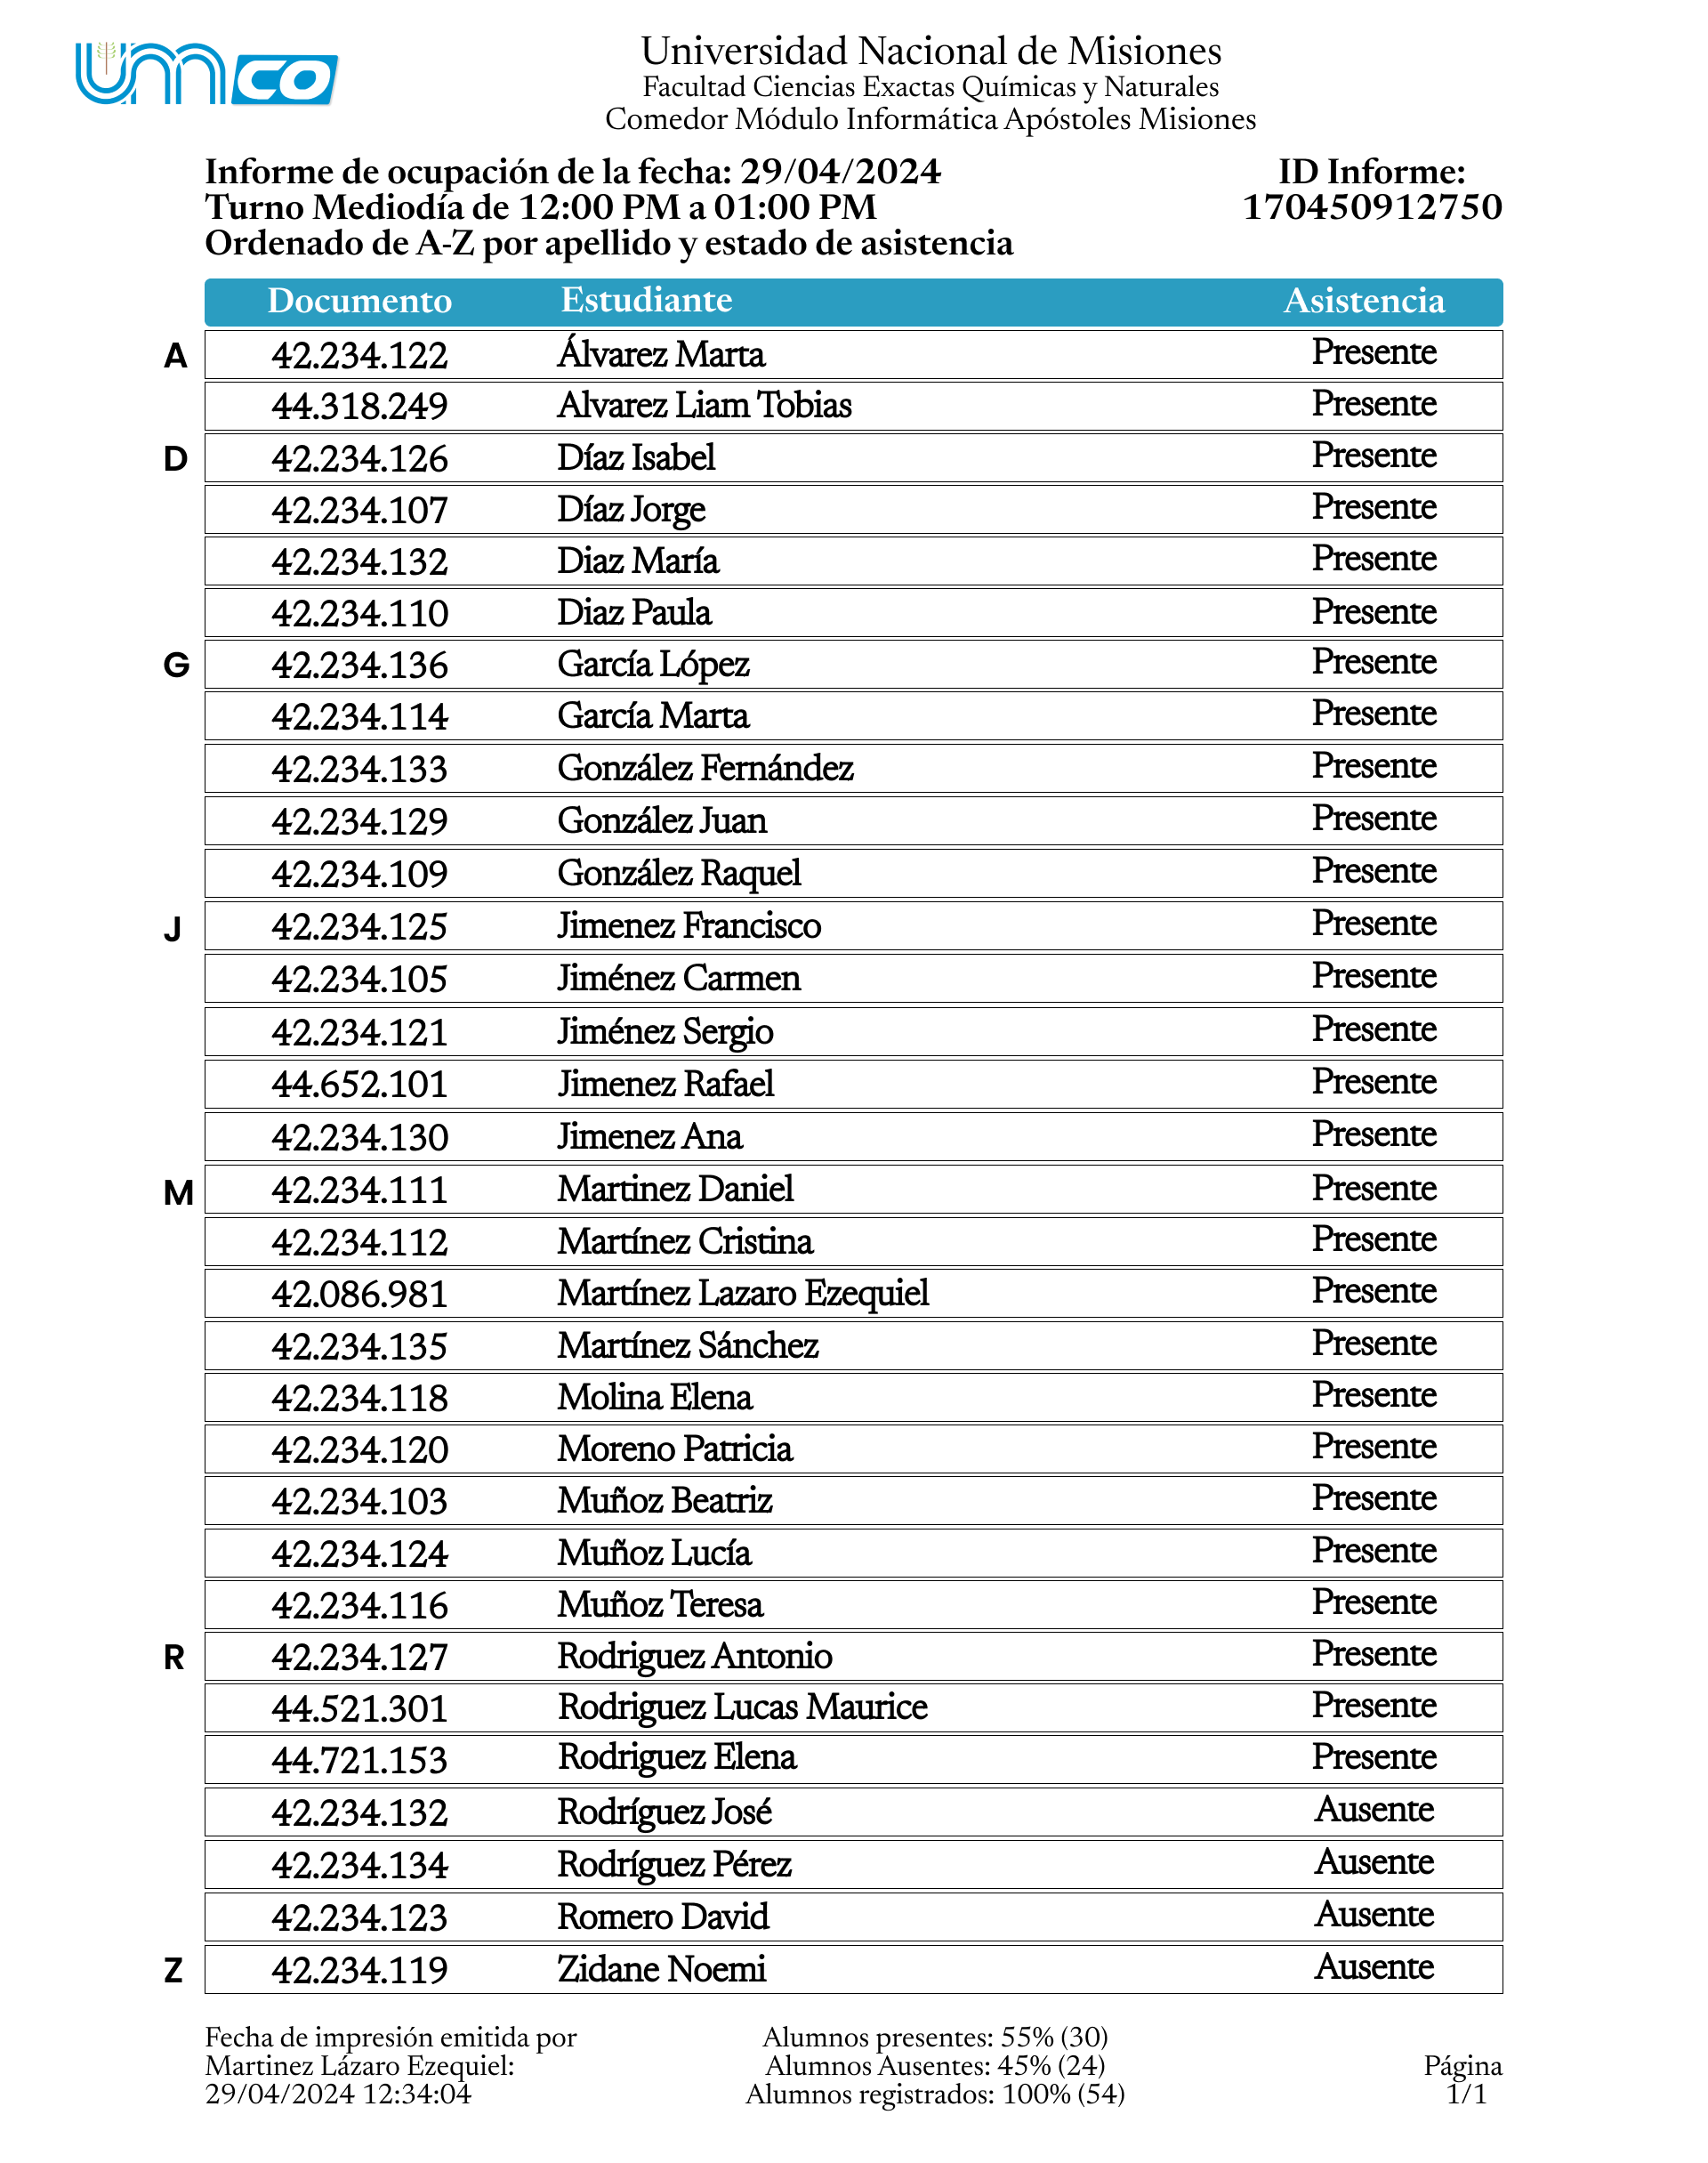 UNM CO
Universidad Nacional de Misiones
Facultad Ciencias Exactas Químicas y Naturales
Comedor Módulo Informática Apóstoles Misiones
Informe de ocupación de la fecha: 29/04/2024
Turno Mediodía de 12:00 PM a 01:00 PM
Ordenado de A-Z por apellido y estado de asistencia
ID Informe:
170450912750
Documento Estudiante Asistencia
A 42.234.122 Álvarez Marta Presente
44.318.249 Alvarez Liam Tobias Presente
D 42.234.126 Díaz Isabel Presente
42.234.107 Díaz Jorge Presente
42.234.132 Diaz María Presente
42.234.110 Diaz Paula Presente
G 42.234.136 García López Presente
42.234.114 García Marta Presente
42.234.133 González Fernández Presente
42.234.129 González Juan Presente
42.234.109 González Raquel Presente
J 42.234.125 Jimenez Francisco Presente
42.234.105 Jiménez Carmen Presente
42.234.121 Jiménez Sergio Presente
44.652.101 Jimenez Rafael Presente
42.234.130 Jimenez Ana Presente
M 42.234.111 Martinez Daniel Presente
42.234.112 Martínez Cristina Presente
42.086.981 Martínez Lazaro Ezequiel Presente
42.234.135 Martínez Sánchez Presente
42.234.118 Molina Elena Presente
42.234.120 Moreno Patricia Presente
42.234.103 Muñoz Beatriz Presente
42.234.124 Muñoz Lucía Presente
42.234.116 Muñoz Teresa Presente
R 42.234.127 Rodriguez Antonio Presente
44.521.301 Rodriguez Lucas Maurice Presente
44.721.153 Rodriguez Elena Presente
42.234.132 Rodríguez José Ausente
42.234.134 Rodríguez Pérez Ausente
42.234.123 Romero David Ausente
Z 42.234.119 Zidane Noemi Ausente
Fecha de impresión emitida por
Martinez Lázaro Ezequiel:
29/04/2024 12:34:04
Alumnos presentes: 55% (30)
Alumnos Ausentes: 45% (24)
Alumnos registrados: 100% (54)
Página
1/1